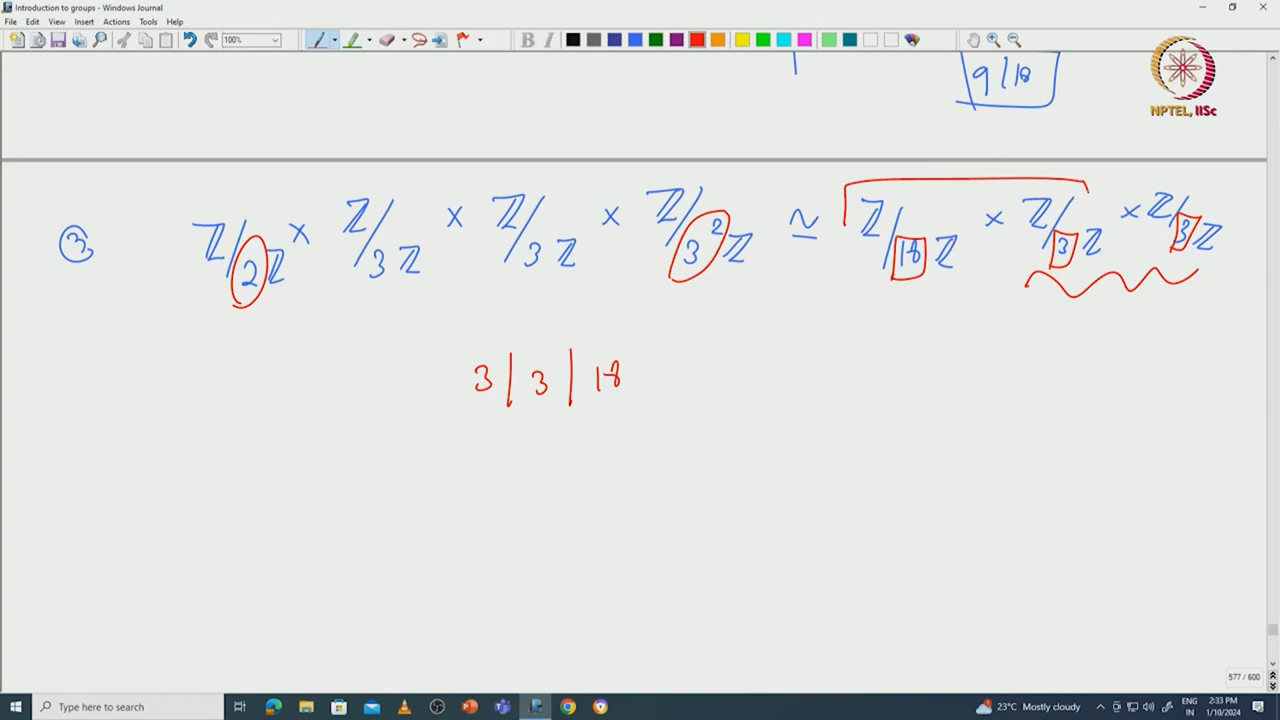 Introduction to groups - Windows Journal
File Edit View Insert Actions Tools Help
100% B I
9 | 18
NPTEL, IISc
③ ℤ/2ℤ × ℤ/3ℤ × ℤ/3ℤ × ℤ/3²ℤ ≅ ℤ/18ℤ × ℤ/3ℤ × ℤ/3ℤ
3 | 3 | 18
577 / 600
Type here to search
23°C Mostly cloudy
ENG
IN
2:33 PM
1/10/2024